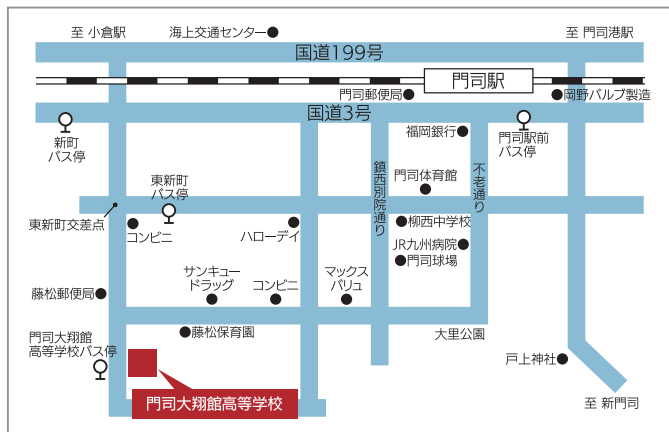 至 小倉駅
海上交通センター
至 門司港駅
国道199号
門司駅
門司郵便局
岡野バルブ製造
国道3号
新町
バス停
福岡銀行
門司駅前
バス停
東新町
バス停
鎮西別院通り
門司体育館
不老通り
東新町交差点
コンビニ
ハローデイ
柳西中学校
JR九州病院
門司球場
サンキュー
ドラッグ
コンビニ
マックス
バリュ
藤松郵便局
藤松保育園
大里公園
門司大翔館
高等学校バス停
戸上神社
門司大翔館高等学校
至 新門司